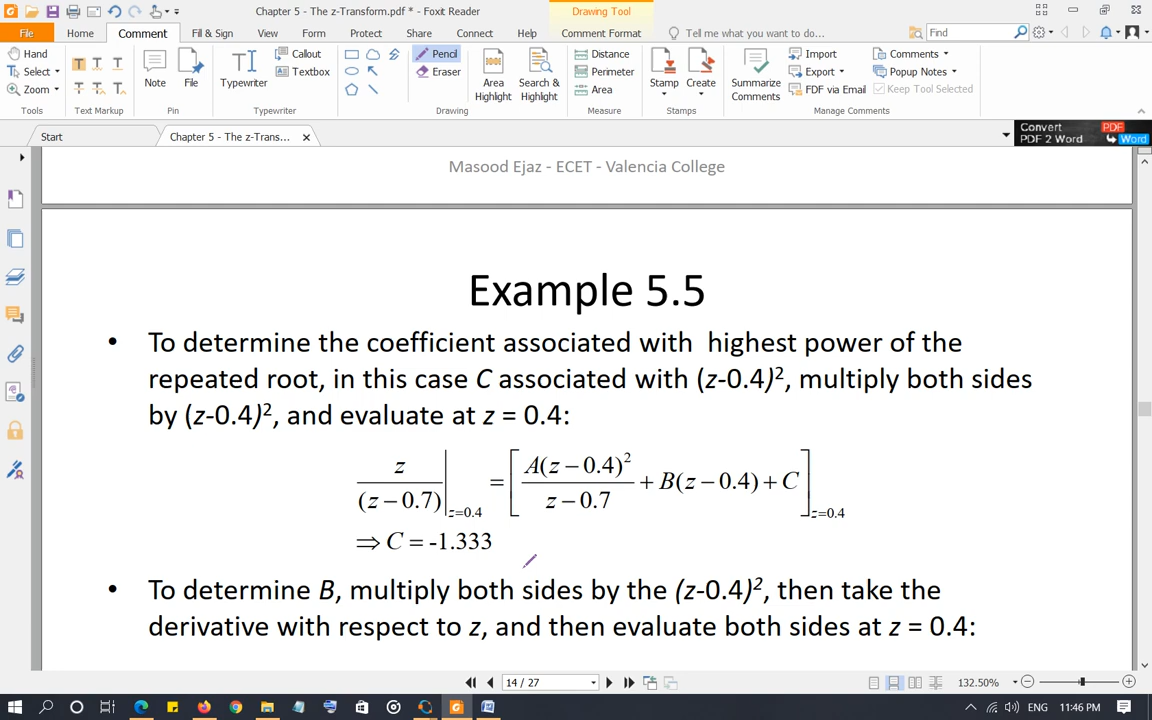 Chapter 5 - The z-Transform.pdf * - Foxit Reader
Drawing Tool
File Home Comment Fill & Sign View Form Protect Share Connect Help Comment Format Tell me what you want to do... Find
Hand
Select
Zoom
Tools
Text Markup
Note
File
Pin
Typewriter
Callout
Textbox
Typewriter
Pencil
Eraser
Drawing
Area Highlight
Search & Highlight
Distance
Perimeter
Area
Measure
Stamp
Create
Stamps
Summarize Comments
Import
Export
FDF via Email
Comments
Popup Notes
Keep Tool Selected
Manage Comments
Start
Chapter 5 - The z-Trans...
Convert PDF
PDF 2 Word Word
Masood Ejaz - ECET - Valencia College
Example 5.5
• To determine the coefficient associated with highest power of the
repeated root, in this case C associated with (z-0.4)², multiply both sides
by (z-0.4)², and evaluate at z = 0.4:
z/(z−0.7)|z=0.4 = [A(z−0.4)²/z−0.7 + B(z−0.4) + C]z=0.4
⇒ C = -1.333
• To determine B, multiply both sides by the (z-0.4)², then take the
derivative with respect to z, and then evaluate both sides at z = 0.4:
14 / 27
132.50%
ENG 11:46 PM